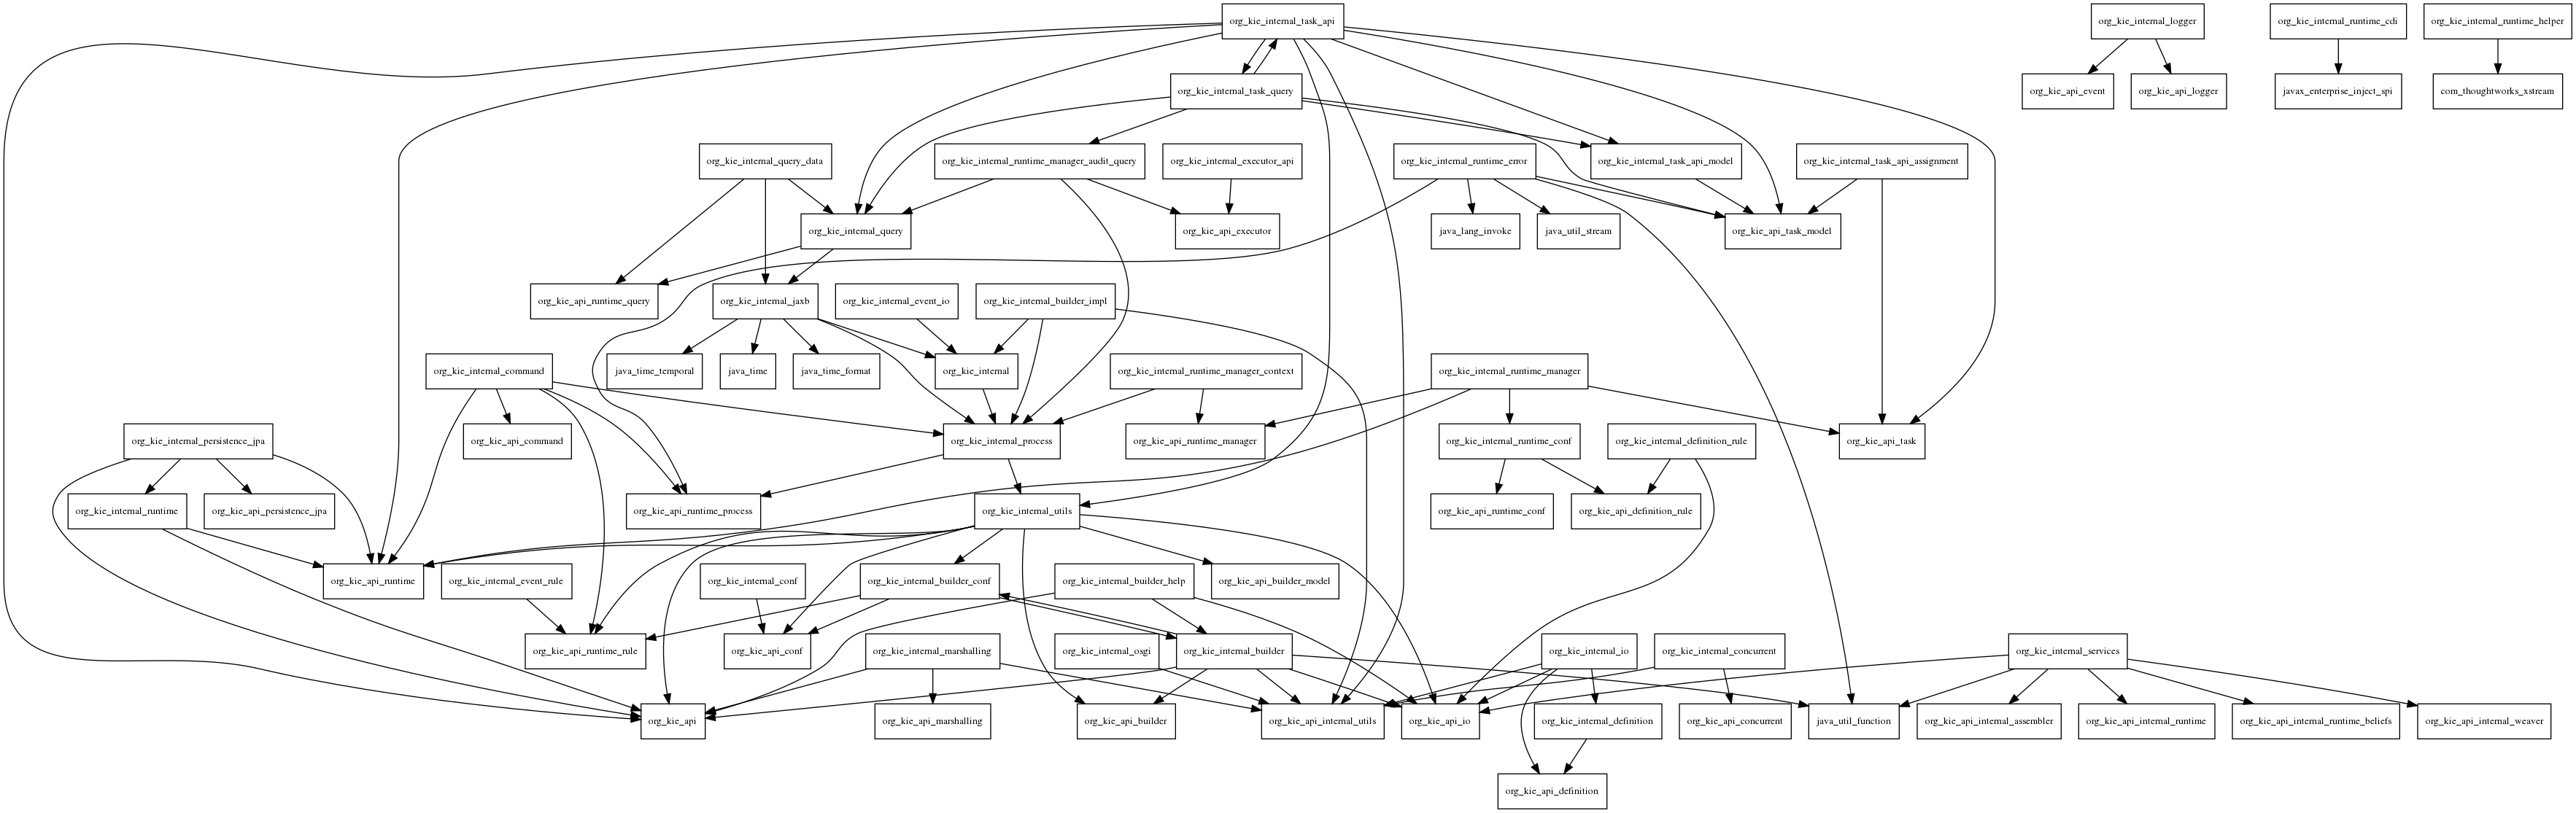 org_kie_internal_task_api
org_kie_internal_logger
org_kie_internal_runtime_cdi
org_kie_internal_runtime_helper
org_kie_internal_task_query
org_kie_api_event
org_kie_api_logger
javax_enterprise_inject_spi
com_thoughtworks_xstream
org_kie_internal_query_data
org_kie_internal_runtime_manager_audit_query
org_kie_internal_executor_api
org_kie_internal_runtime_error
org_kie_internal_task_api_model
org_kie_internal_task_api_assignment
org_kie_internal_query
org_kie_api_executor
java_lang_invoke
java_util_stream
org_kie_api_task_model
org_kie_api_runtime_query
org_kie_internal_jaxb
org_kie_internal_event_io
org_kie_internal_builder_impl
org_kie_internal_command
java_time_temporal
java_time
java_time_format
org_kie_internal
org_kie_internal_runtime_manager_context
org_kie_internal_runtime_manager
org_kie_internal_persistence_jpa
org_kie_api_command
org_kie_internal_process
org_kie_api_runtime_manager
org_kie_internal_runtime_conf
org_kie_internal_definition_rule
org_kie_api_task
org_kie_internal_runtime
org_kie_api_persistence_jpa
org_kie_api_runtime_process
org_kie_internal_utils
org_kie_api_runtime_conf
org_kie_api_definition_rule
org_kie_api_runtime
org_kie_internal_event_rule
org_kie_internal_conf
org_kie_internal_builder_conf
org_kie_internal_builder_help
org_kie_api_builder_model
org_kie_api_runtime_rule
org_kie_api_conf
org_kie_internal_marshalling
org_kie_internal_osgi
org_kie_internal_builder
org_kie_internal_io
org_kie_internal_concurrent
org_kie_internal_services
org_kie_api
org_kie_api_marshalling
org_kie_api_builder
org_kie_api_internal_utils
org_kie_api_io
org_kie_internal_definition
org_kie_api_concurrent
java_util_function
org_kie_api_internal_assembler
org_kie_api_internal_runtime
org_kie_api_internal_runtime_beliefs
org_kie_api_internal_weaver
org_kie_api_definition